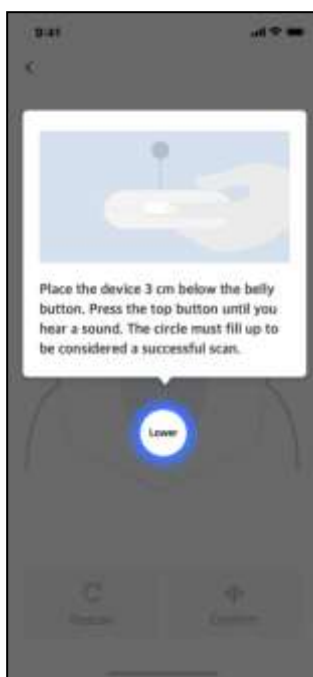 9:41
Place the device 3 cm below the belly
button. Press the top button until you
hear a sound. The circle must fill up to
be considered a successful scan.
Lower
Rescan
Confirm